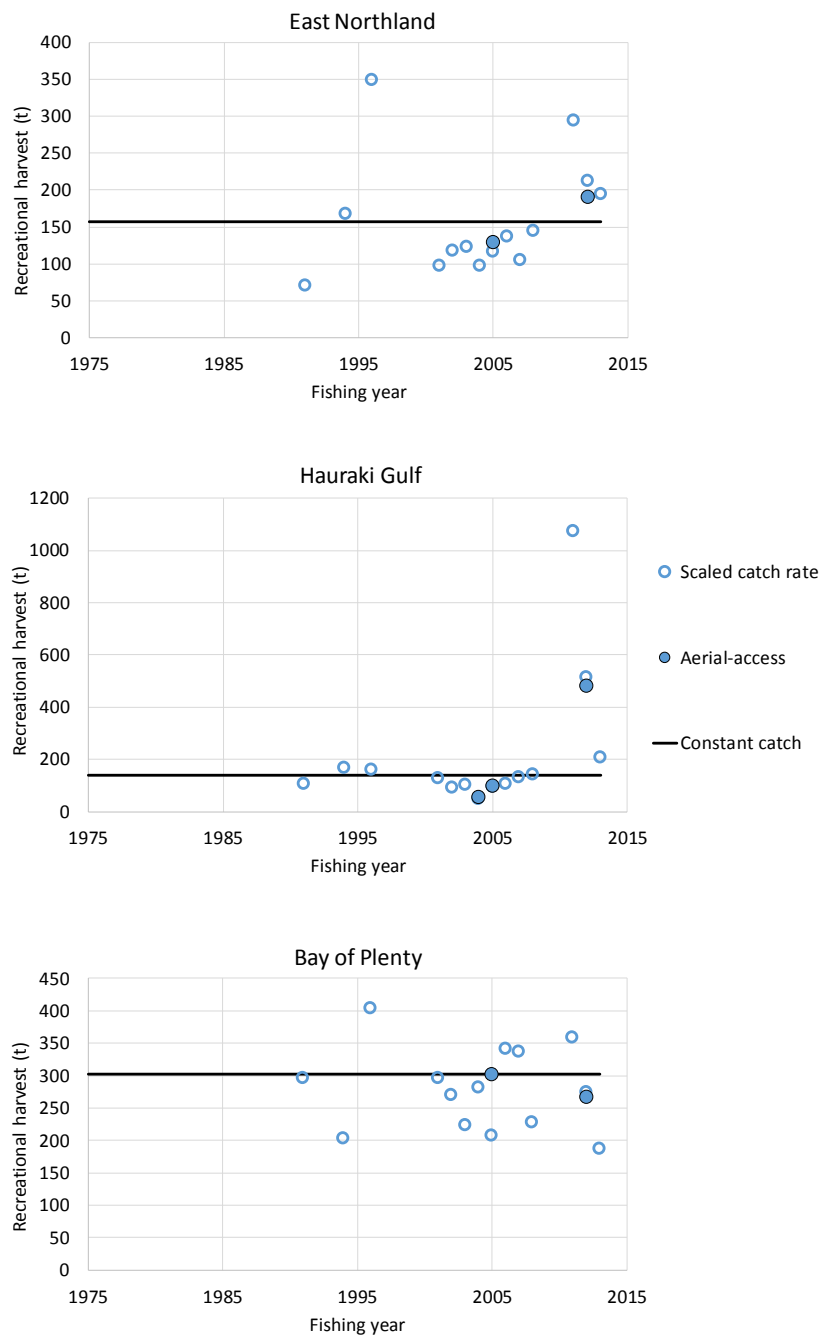 East Northland
400
350
300
250
200
150
100
50
0
Recreational harvest (t)
1975 1985 1995 2005 2015
Fishing year
Hauraki Gulf
1200
1000
800
600
400
200
0
Recreational harvest (t)
1975 1985 1995 2005 2015
Fishing year
Scaled catch rate
Aerial-access
Constant catch
Bay of Plenty
450
400
350
300
250
200
150
100
50
0
Recreational harvest (t)
1975 1985 1995 2005 2015
Fishing year